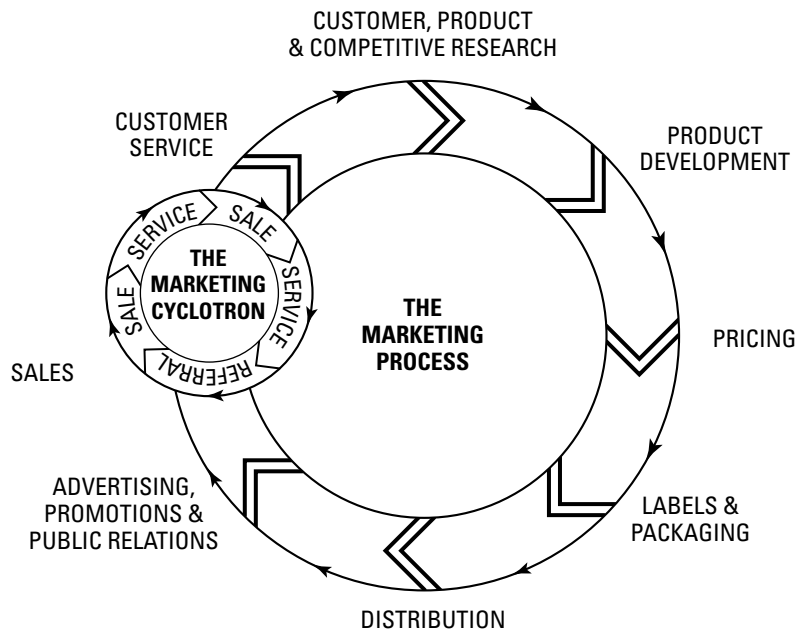 CUSTOMER, PRODUCT
& COMPETITIVE RESEARCH
CUSTOMER
SERVICE
PRODUCT
DEVELOPMENT
SERVICE
SALE
SERVICE
REFERRAL
SALE
THE
MARKETING
CYCLOTRON
THE
MARKETING
PROCESS
PRICING
SALES
ADVERTISING,
PROMOTIONS &
PUBLIC RELATIONS
LABELS &
PACKAGING
DISTRIBUTION